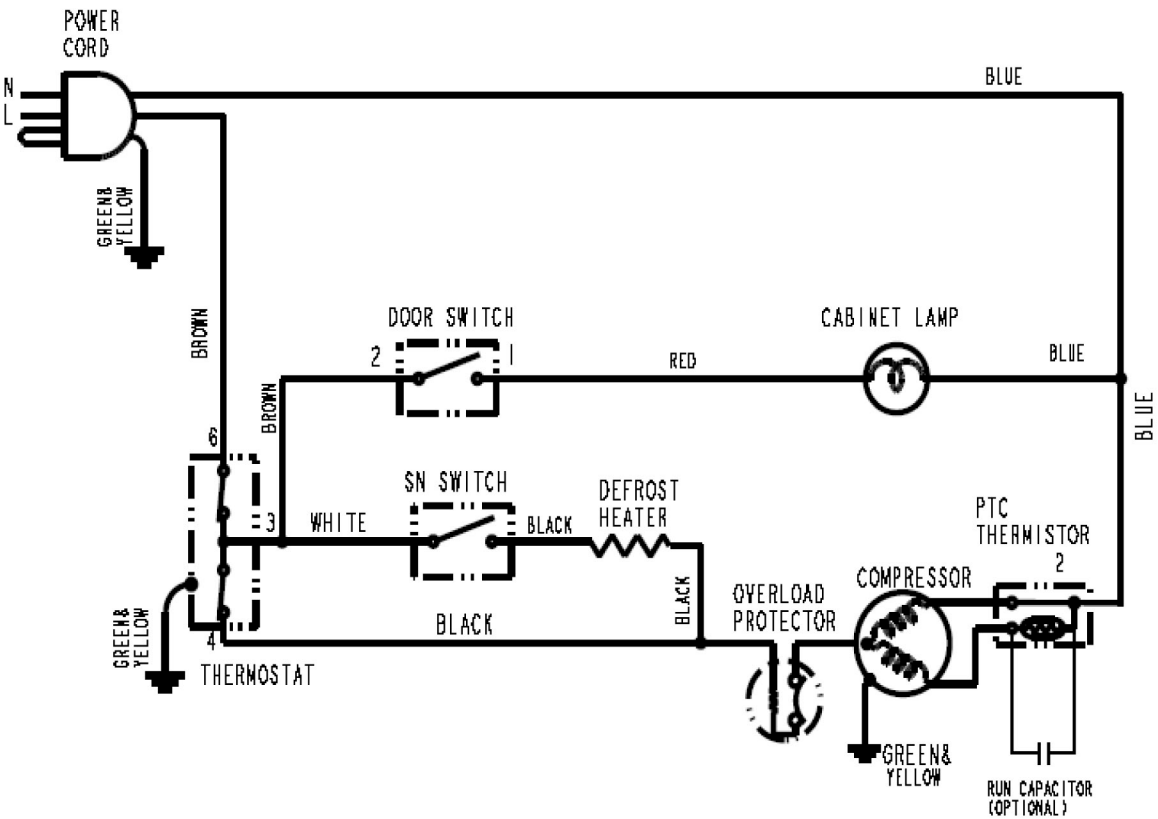 POWER
CORD
N
L
BLUE
GREEN&
YELLOW
BROWN
DOOR SWITCH
2
1
RED
CABINET LAMP
BLUE
BLUE
BROWN
6
SN SWITCH
3
WHITE
BLACK
DEFROST
HEATER
PTC
THERMISTOR
2
GREEN&
YELLOW
4
BLACK
BLACK
OVERLOAD
PROTECTOR
COMPRESSOR
THERMOSTAT
GREEN&
YELLOW
RUN CAPACITOR
(OPTIONAL)